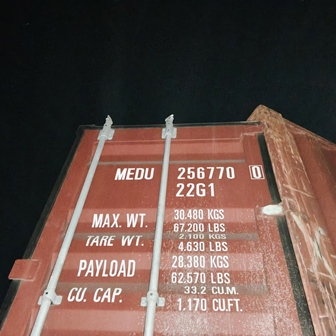 MEDU 256770 0
22G1
MAX. WT. 30.480 KGS
67.200 LBS
TARE WT. 2.100 KGS
4.630 LBS
PAYLOAD 28.380 KGS
62.570 LBS
CU. CAP. 33.2 CU.M.
1.170 CU.FT.